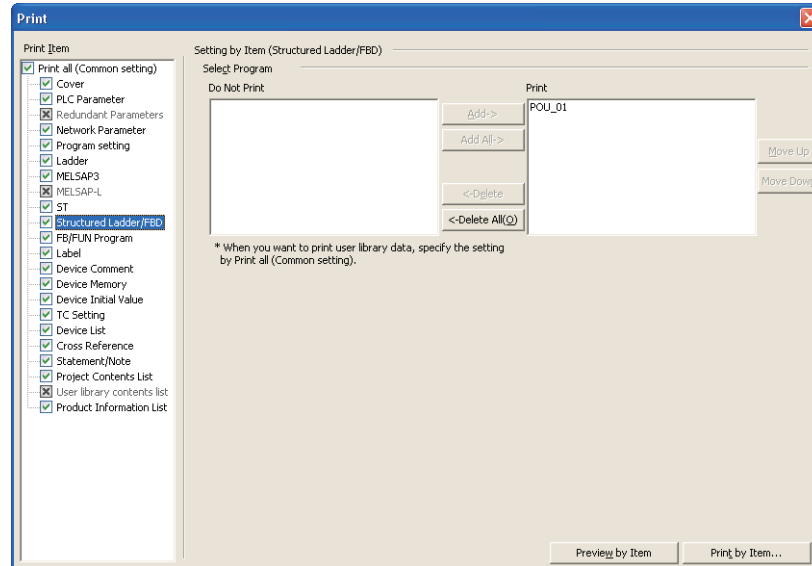 Print
Print Item
Print all (Common setting)
Cover
PLC Parameter
Redundant Parameters
Network Parameter
Program setting
Ladder
MELSAP3
MELSAP-L
ST
Structured Ladder/FBD
FB/FUN Program
Label
Device Comment
Device Memory
Device Initial Value
TC Setting
Device List
Cross Reference
Statement/Note
Project Contents List
User library contents list
Product Information List
Setting by Item (Structured Ladder/FBD)
Select Program
Do Not Print
Print
POU_01
Add->
Add All->
<-Delete
<-Delete All(O)
Move Up
Move Down
* When you want to print user library data, specify the setting
by Print all (Common setting).
Preview by Item
Print by Item...